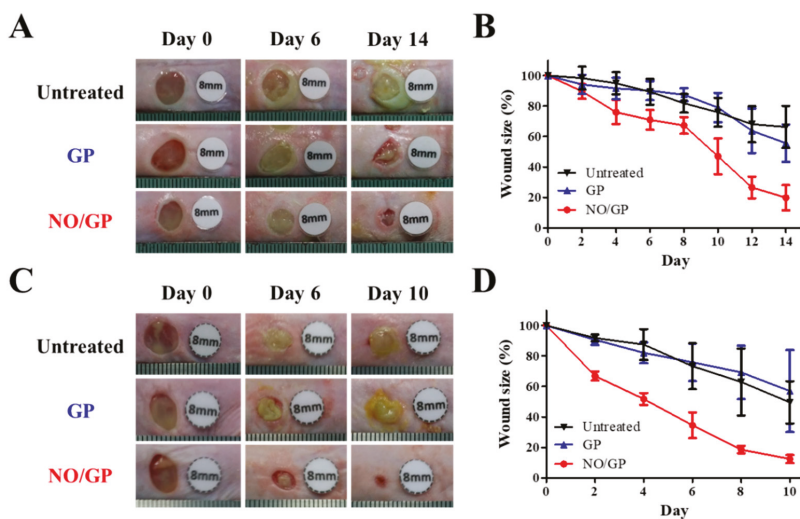 A
Day 0 Day 6 Day 14
Untreated 8mm 8mm 8mm
GP 8mm 8mm 8mm
NO/GP 8mm 8mm 8mm
B
Wound size (%)
100
80
60
40
20
0
Untreated
GP
NO/GP
0 2 4 6 8 10 12 14
Day
C
Day 0 Day 6 Day 10
Untreated 8mm 8mm 8mm
GP 8mm 8mm 8mm
NO/GP 8mm 8mm 8mm
D
Wound size (%)
100
80
60
40
20
0
Untreated
GP
NO/GP
0 2 4 6 8 10
Day